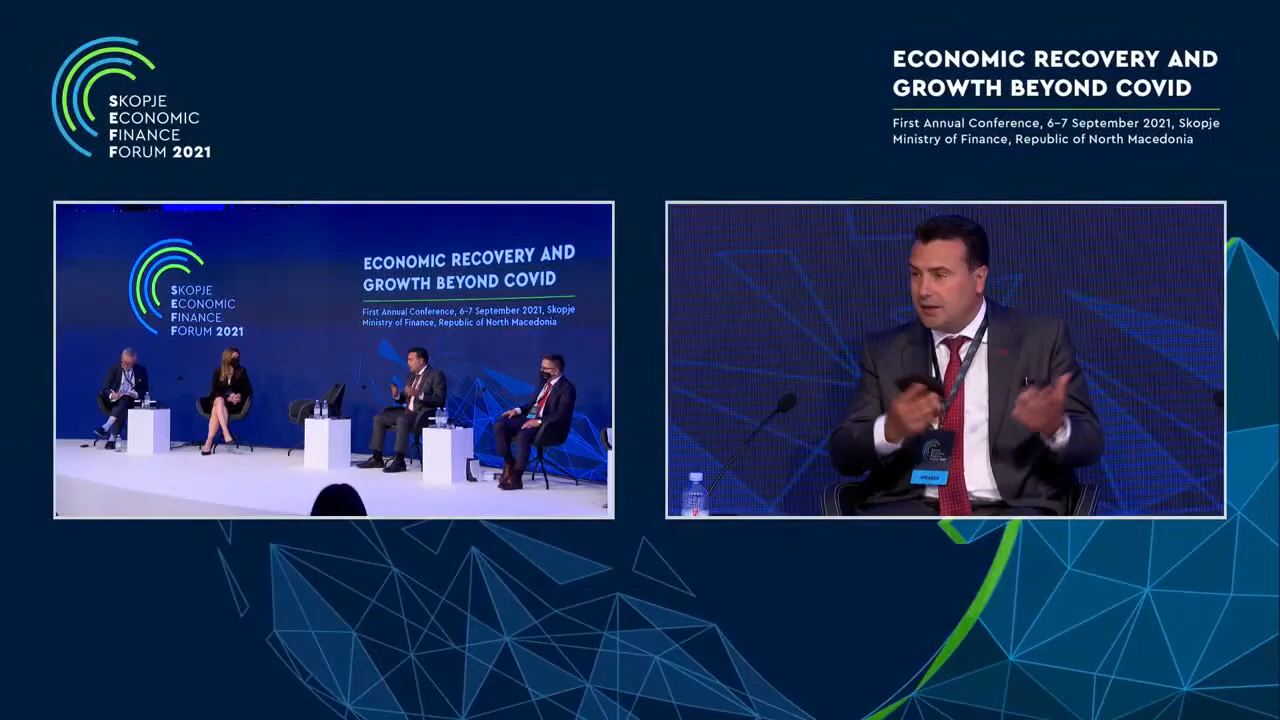 SKOPJE
ECONOMIC
FINANCE
FORUM 2021
ECONOMIC RECOVERY AND
GROWTH BEYOND COVID
First Annual Conference, 6–7 September 2021, Skopje
Ministry of Finance, Republic of North Macedonia
SKOPJE
ECONOMIC
FINANCE
FORUM 2021
ECONOMIC RECOVERY AND
GROWTH BEYOND COVID
First Annual Conference, 6–7 September 2021, Skopje
Ministry of Finance, Republic of North Macedonia
SPEAKER